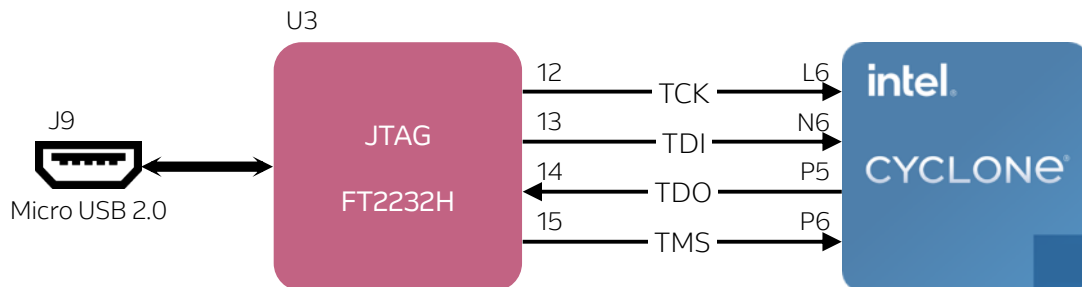 U3
12 TCK L6
intel.
J9
13 TDI N6
JTAG
CYCLONE®
14 TDO P5
FT2232H
Micro USB 2.0
15 TMS P6